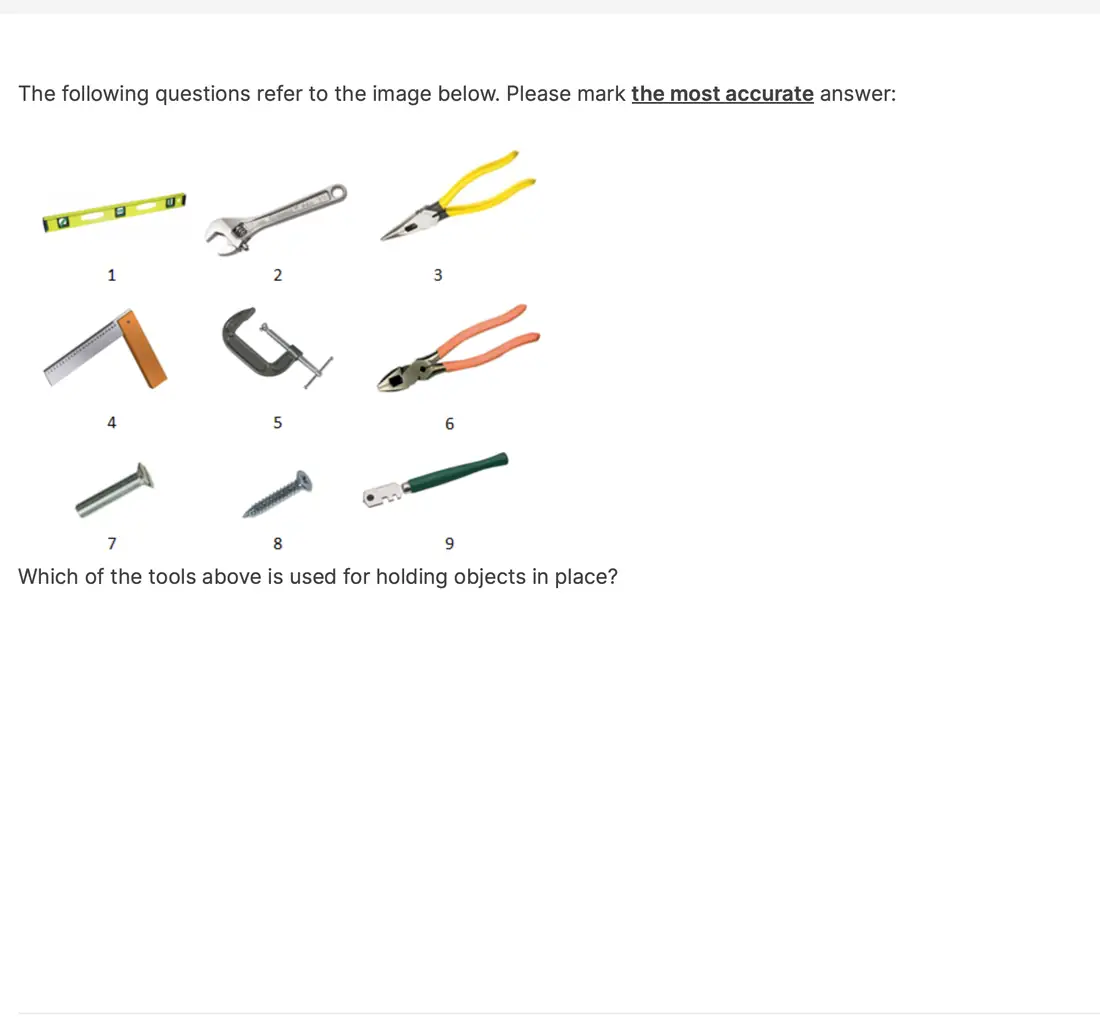 The following questions refer to the image below. Please mark the most accurate answer:
1 2 3
4 5 6
7 8 9
Which of the tools above is used for holding objects in place?